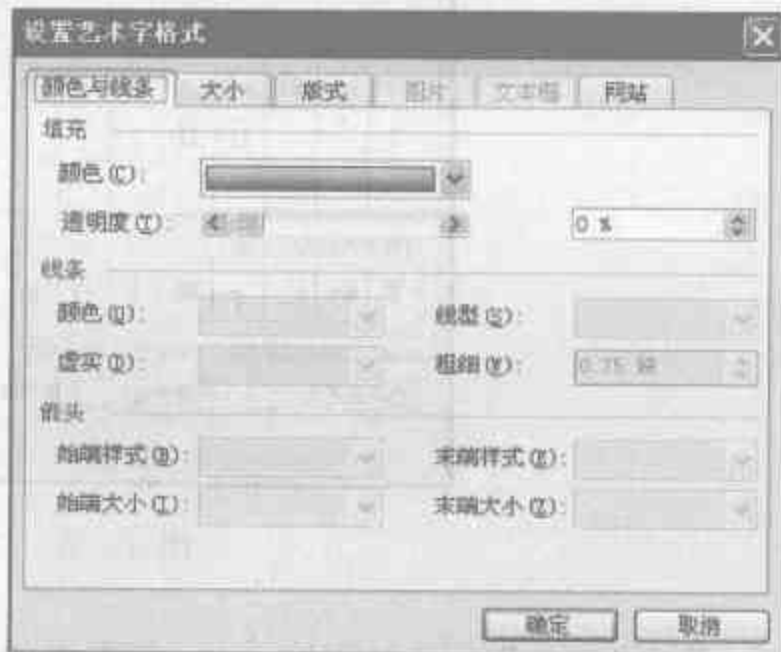 设置艺术字格式
颜色与线条 大小 版式 图片 文本框 网站
填充
颜色(C):
透明度(T): 0 %
线条
颜色(O): 线型(S):
虚实(D): 粗细(W): 0.75 磅
箭头
始端样式(B): 末端样式(E):
始端大小(I): 末端大小(Z):
确定 取消